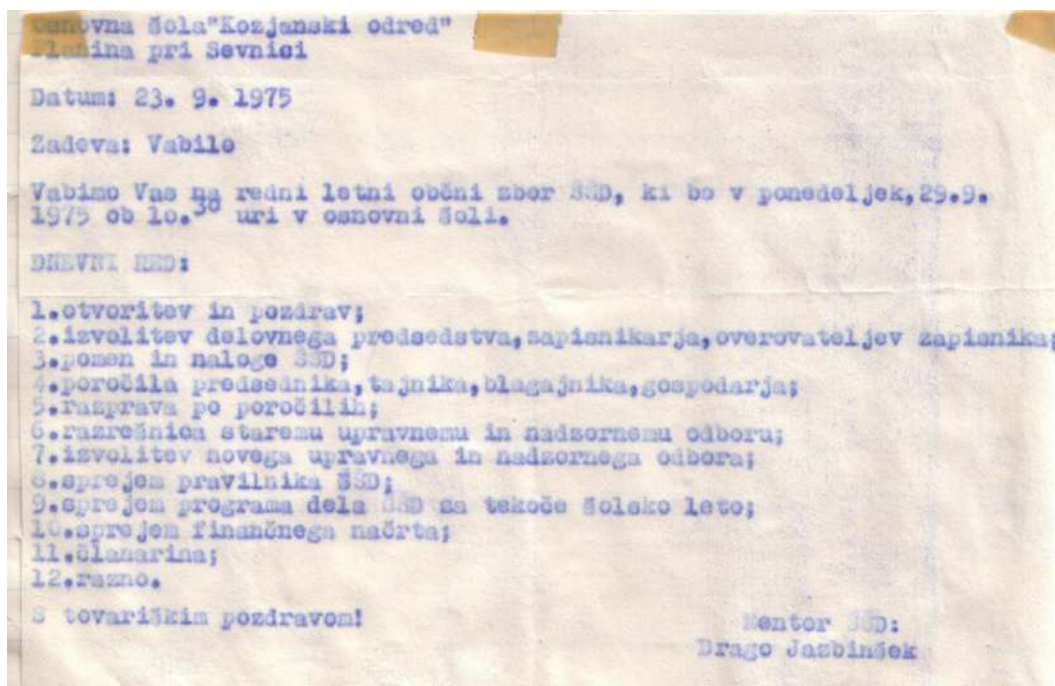 Osnovna šola"Kozjanski odred"
Planina pri Sevnici
Datum: 23. 9. 1975
Zadeva: Vabilo
Vabimo Vas na redni letni občni zbor ŠŠD, ki bo v ponedeljek,29.9.
1975 ob lo.30 uri v osnovni šoli.
DNEVNI RED:
1.otvoritev in pozdrav;
2.izvolitev delovnega predsedstva,zapisnikarja,overovateljev zapisnika;
3.pomen in naloge ŠŠD;
4.poročila predsednika,tajnika,blagajnika,gospodarja;
5.razprava po poročilih;
6.razrešnica staremu upravnemu in nadzornemu odboru;
7.izvolitev novega upravnega in nadzornega odbora;
8.sprejem pravilnika ŠŠD;
9.sprejem programa dela ŠŠD za tekoče šolsko leto;
10.sprejem finančnega načrta;
11.članarina;
12.razno.
S tovariškim pozdravom!
Mentor ŠŠD:
Drago Jazbinšek